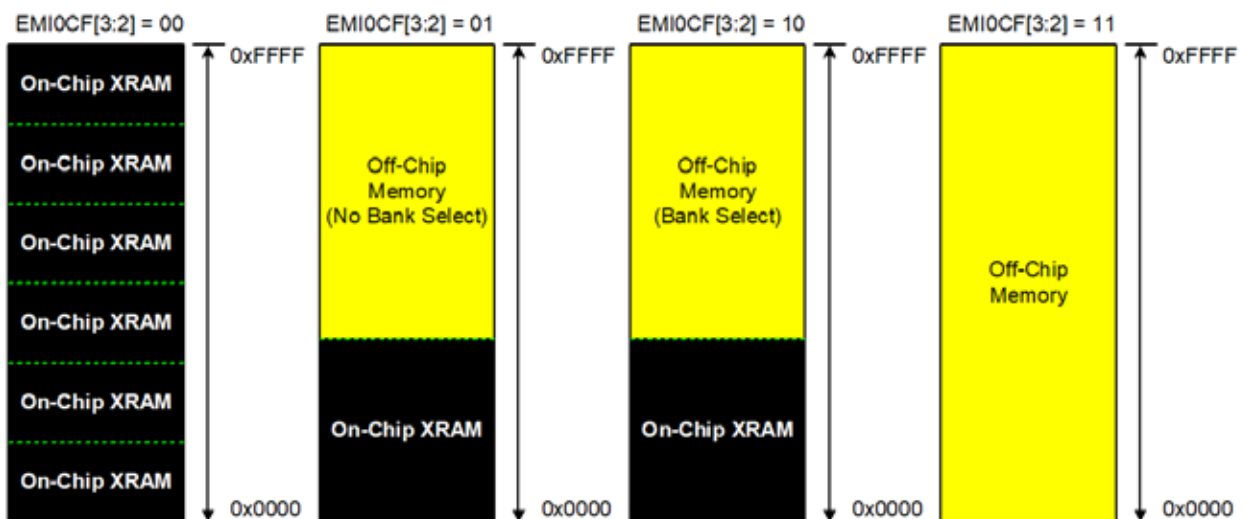 EMI0CF[3:2] = 00
On-Chip XRAM
On-Chip XRAM
On-Chip XRAM
On-Chip XRAM
On-Chip XRAM
On-Chip XRAM
0xFFFF
0x0000
EMI0CF[3:2] = 01
Off-Chip
Memory
(No Bank Select)
On-Chip XRAM
0xFFFF
0x0000
EMI0CF[3:2] = 10
Off-Chip
Memory
(Bank Select)
On-Chip XRAM
0xFFFF
0x0000
EMI0CF[3:2] = 11
Off-Chip
Memory
0xFFFF
0x0000